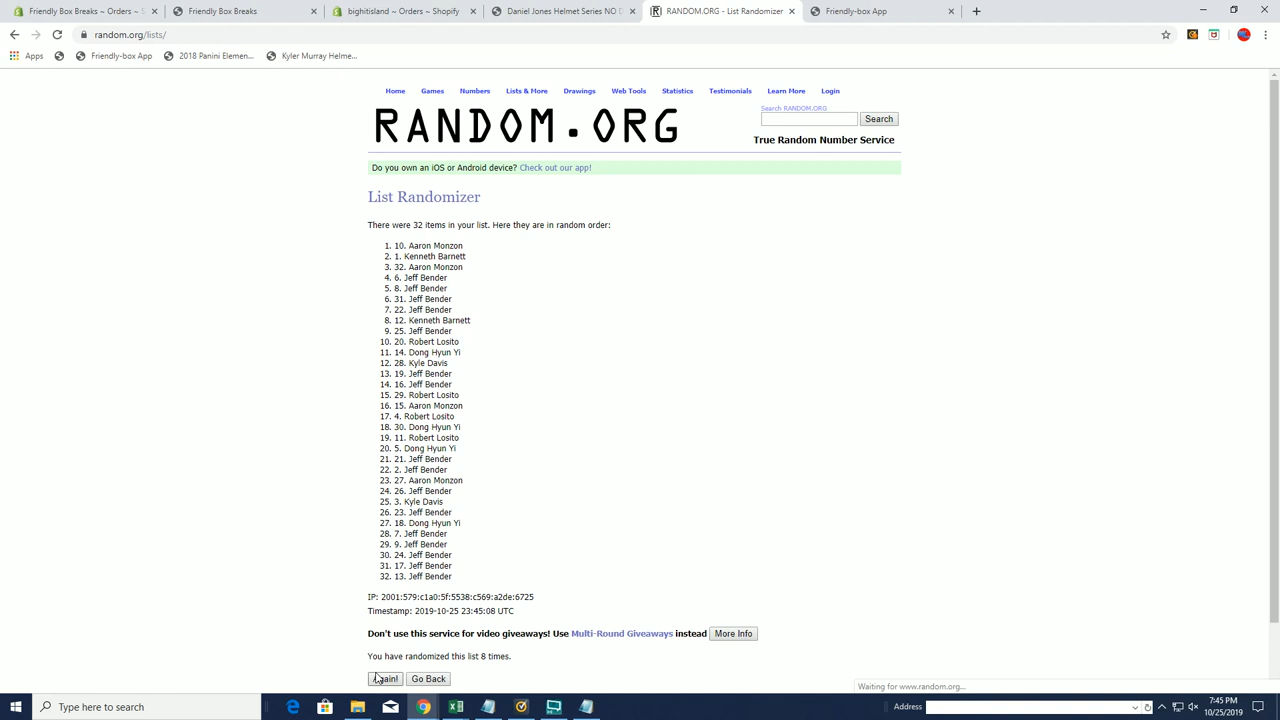 Friendly Box Breaks ~ Orders ~ S
Friendly Box Breaks
bightisland ~ Orders ~ Shopify
Daniel Jones Helmet Series NO D
RANDOM.ORG - List Randomizer
Friendly-box App
random.org/lists/
Apps
Friendly-box App
2018 Panini Elemen...
Kyler Murray Helme...
Home Games Numbers Lists & More Drawings Web Tools Statistics Testimonials Learn More Login
RANDOM.ORG
Search RANDOM.ORG
Search
True Random Number Service
Do you own an iOS or Android device? Check out our app!
List Randomizer
There were 32 items in your list. Here they are in random order:
1. 10. Aaron Monzon
2. 1. Kenneth Barnett
3. 32. Aaron Monzon
4. 6. Jeff Bender
5. 8. Jeff Bender
6. 31. Jeff Bender
7. 22. Jeff Bender
8. 12. Kenneth Barnett
9. 25. Jeff Bender
10. 20. Robert Losito
11. 14. Dong Hyun Yi
12. 28. Kyle Davis
13. 19. Jeff Bender
14. 16. Jeff Bender
15. 29. Robert Losito
16. 15. Aaron Monzon
17. 4. Robert Losito
18. 30. Dong Hyun Yi
19. 11. Robert Losito
20. 5. Dong Hyun Yi
21. 21. Jeff Bender
22. 2. Jeff Bender
23. 27. Aaron Monzon
24. 26. Jeff Bender
25. 3. Kyle Davis
26. 23. Jeff Bender
27. 18. Dong Hyun Yi
28. 7. Jeff Bender
29. 9. Jeff Bender
30. 24. Jeff Bender
31. 17. Jeff Bender
32. 13. Jeff Bender
IP: 2001:579:c1a0:5f:5538:c569:a2de:6725
Timestamp: 2019-10-25 23:45:08 UTC
Don't use this service for video giveaways! Use Multi-Round Giveaways instead More Info
You have randomized this list 8 times.
Again! Go Back
Waiting for www.random.org...
Type here to search
Address
7:45 PM
10/25/2019